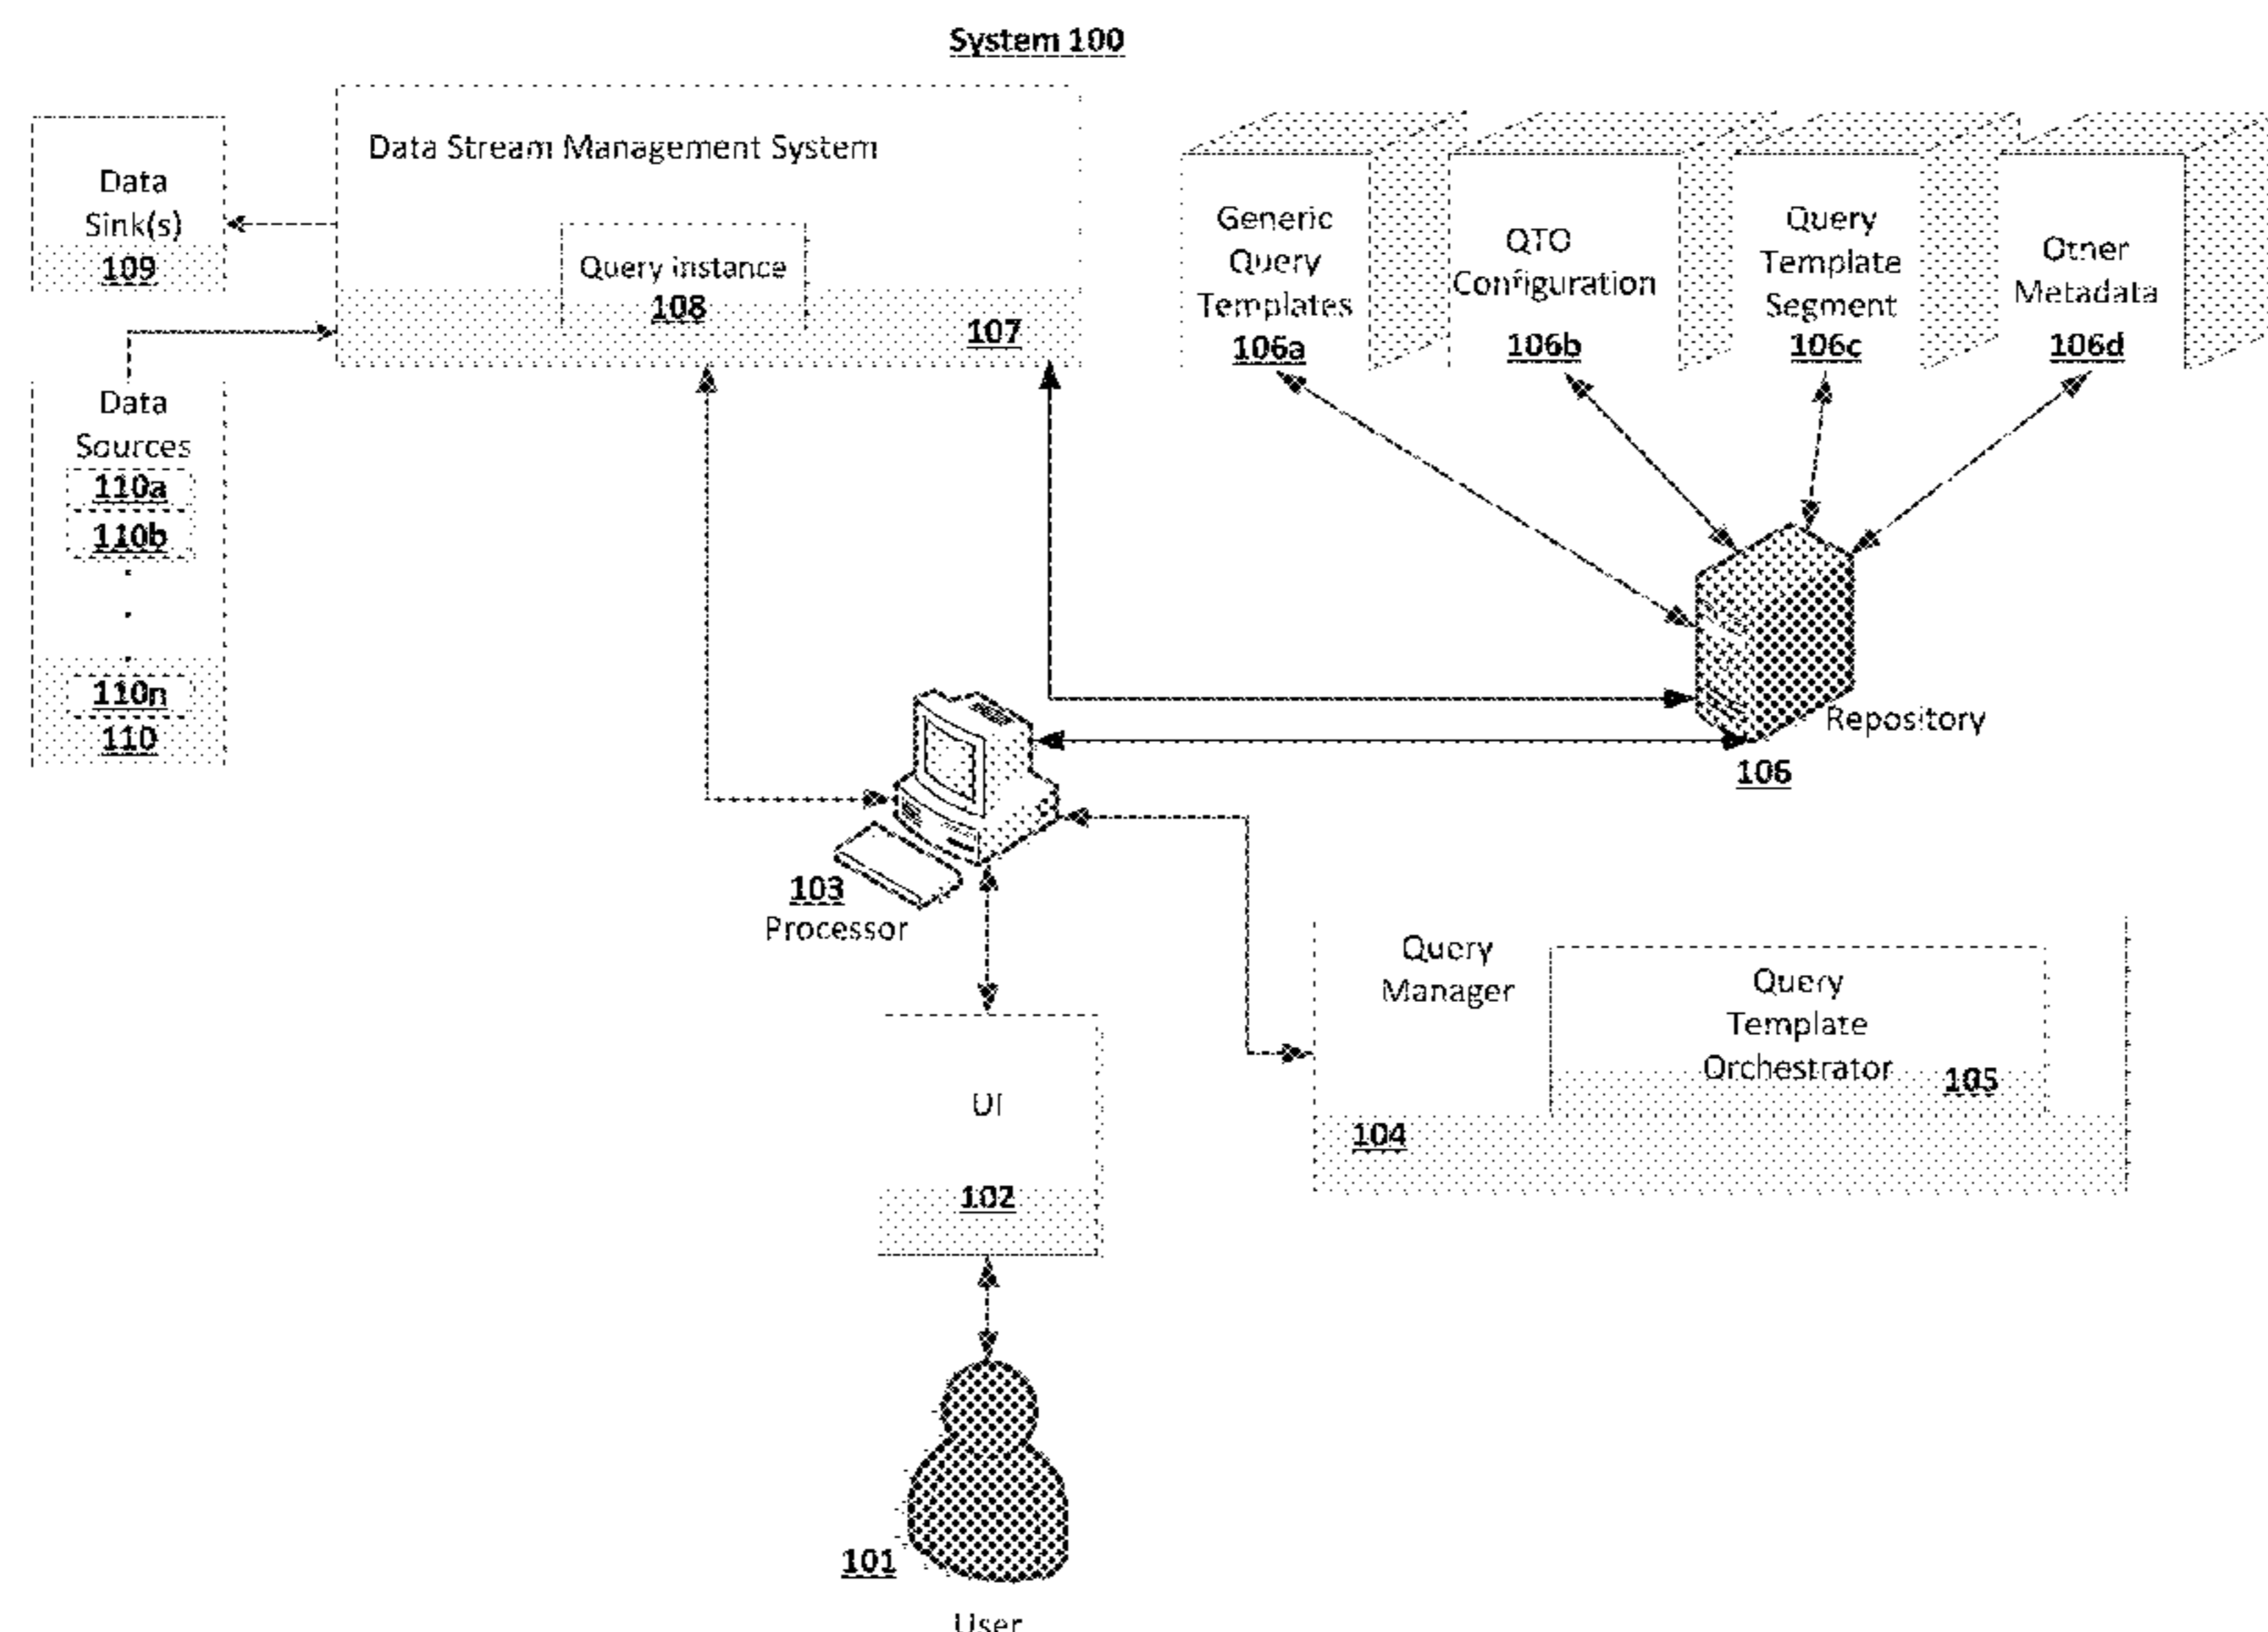 System 100
Data Stream Management System
Data
Sink(s)
109
Query instance
108
107
Generic
Query
Templates
106a
QTO
Configuration
106b
Query
Template
Segment
106c
Other
Metadata
106d
Data
Sources
110a
110b
110n
110
Repository
106
103
Processor
Query
Manager
104
Query
Template
Orchestrator
105
UI
102
101
User